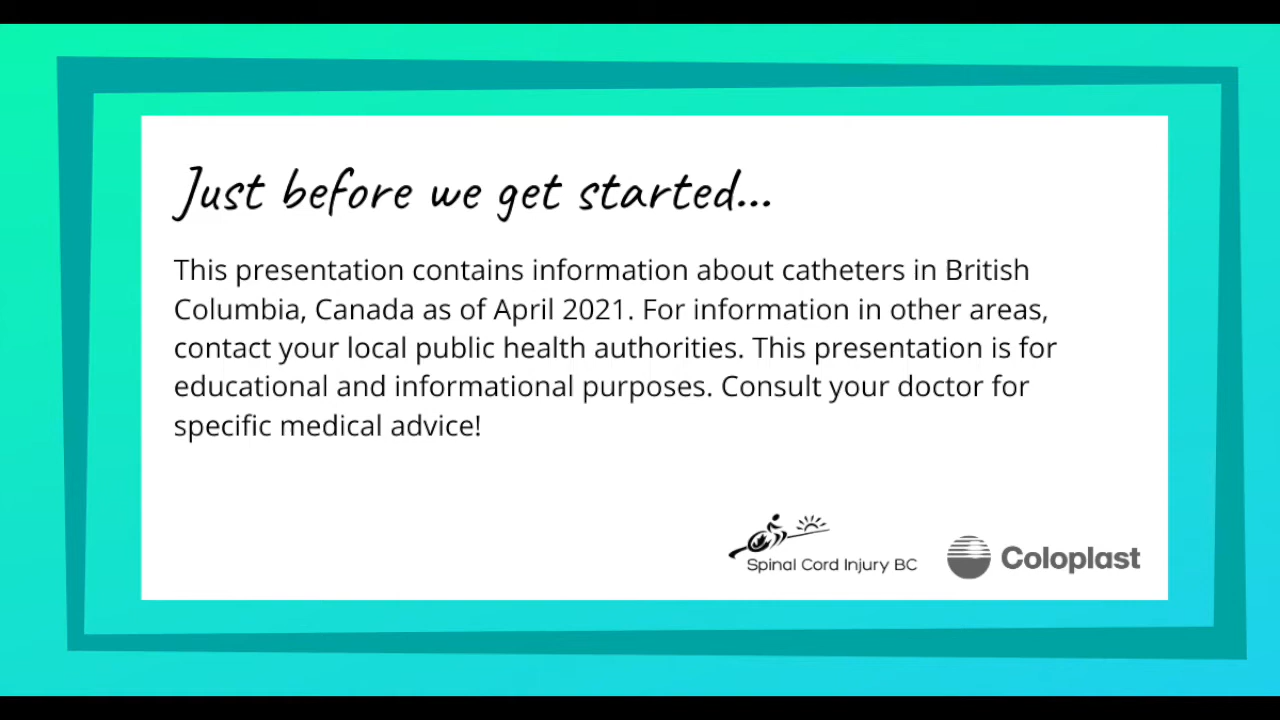 Just before we get started...
This presentation contains information about catheters in British
Columbia, Canada as of April 2021. For information in other areas,
contact your local public health authorities. This presentation is for
educational and informational purposes. Consult your doctor for
specific medical advice!
Spinal Cord Injury BC
Coloplast